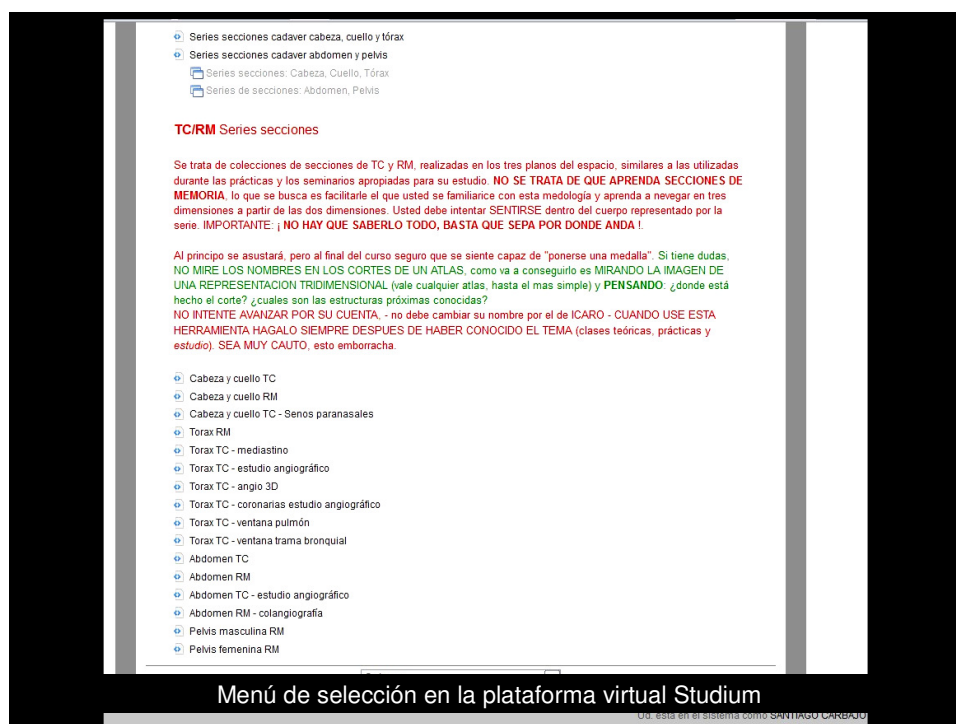 Series secciones cadaver cabeza, cuello y tórax
Series secciones cadaver abdomen y pelvis
Series secciones: Cabeza, Cuello, Tórax
Series de secciones: Abdomen, Pelvis
TC/RM Series secciones
Se trata de colecciones de secciones de TC y RM, realizadas en los tres planos del espacio, similares a las utilizadas
durante las prácticas y los seminarios apropiadas para su estudio. NO SE TRATA DE QUE APRENDA SECCIONES DE
MEMORIA, lo que se busca es facilitarle el que usted se familiarice con esta medología y aprenda a nevegar en tres
dimensiones a partir de las dos dimensiones. Usted debe intentar SENTIRSE dentro del cuerpo representado por la
serie. IMPORTANTE: ¡ NO HAY QUE SABERLO TODO, BASTA QUE SEPA POR DONDE ANDA !.
Al principio se asustará, pero al final del curso seguro que se siente capaz de "ponerse una medalla". Si tiene dudas,
NO MIRE LOS NOMBRES EN LOS CORTES DE UN ATLAS, como va a conseguirlo es MIRANDO LA IMAGEN DE
UNA REPRESENTACION TRIDIMENSIONAL (vale cualquier atlas, hasta el mas simple) y PENSANDO: ¿donde está
hecho el corte? ¿cuales son las estructuras próximas conocidas?
NO INTENTE AVANZAR POR SU CUENTA, - no debe cambiar su nombre por el de ICARO - CUANDO USE ESTA
HERRAMIENTA HAGALO SIEMPRE DESPUES DE HABER CONOCIDO EL TEMA (clases teóricas, prácticas y
estudio). SEA MUY CAUTO, esto emborracha.
Cabeza y cuello TC
Cabeza y cuello RM
Cabeza y cuello TC - Senos paranasales
Torax RM
Torax TC - mediastino
Torax TC - estudio angiográfico
Torax TC - angio 3D
Torax TC - coronarias estudio angiográfico
Torax TC - ventana pulmón
Torax TC - ventana trama bronquial
Abdomen TC
Abdomen RM
Abdomen TC - estudio angiográfico
Abdomen RM - colangiografía
Pelvis masculina RM
Pelvis femenina RM
Menú de selección en la plataforma virtual Studium
Ud. está en el sistema como SANTIAGO CARBAJO